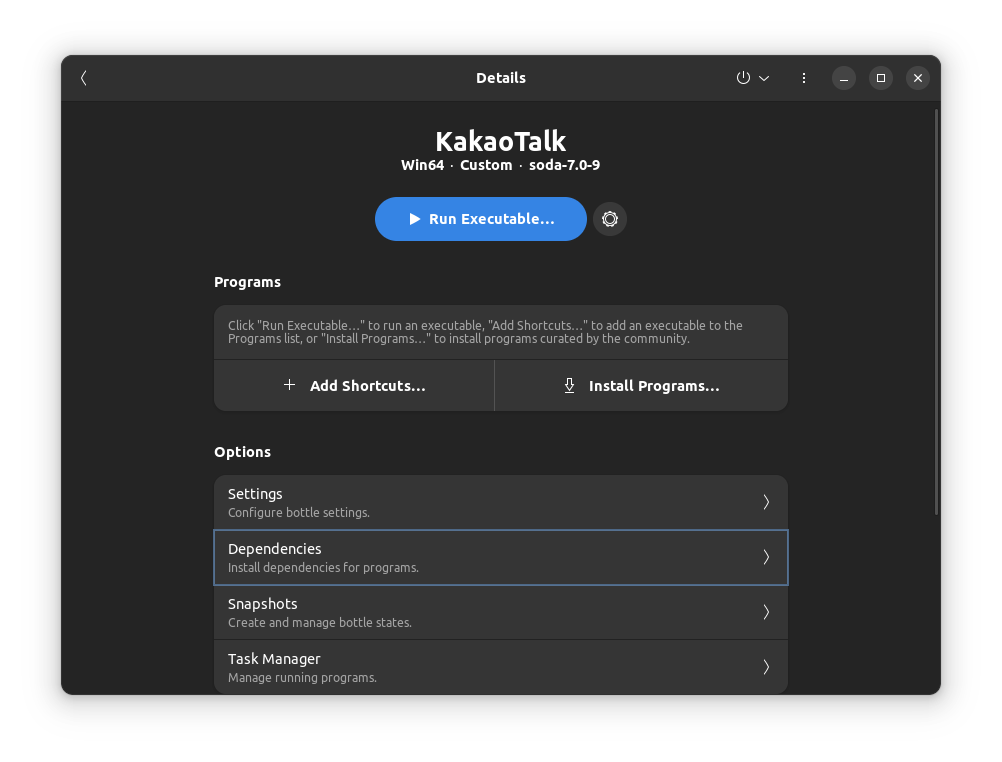 Details
KakaoTalk
Win64 · Custom · soda-7.0-9
Run Executable...
Programs
Click "Run Executable…" to run an executable, "Add Shortcuts…" to add an executable to the
Programs list, or "Install Programs…" to install programs curated by the community.
Add Shortcuts...
Install Programs...
Options
Settings
Configure bottle settings.
Dependencies
Install dependencies for programs.
Snapshots
Create and manage bottle states.
Task Manager
Manage running programs.